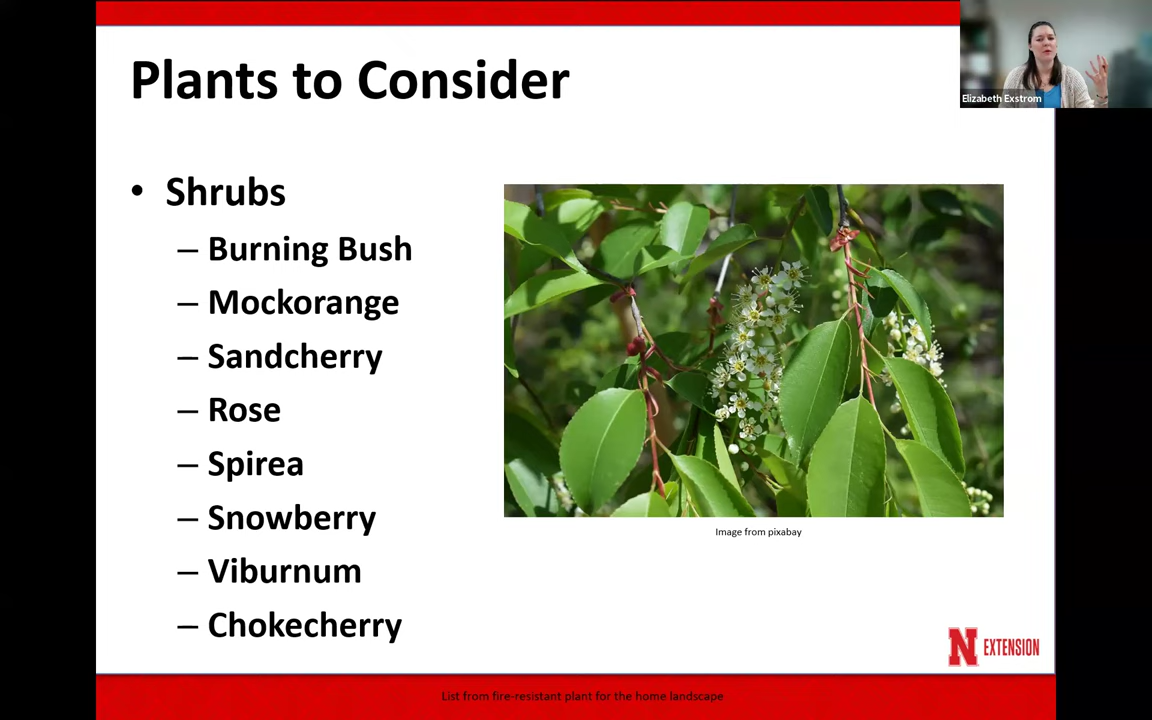 Plants to Consider
Elizabeth Exstrom
• Shrubs
– Burning Bush
– Mockorange
– Sandcherry
– Rose
– Spirea
– Snowberry
– Viburnum
– Chokecherry
Image from pixabay
N EXTENSION
List from fire-resistant plant for the home landscape